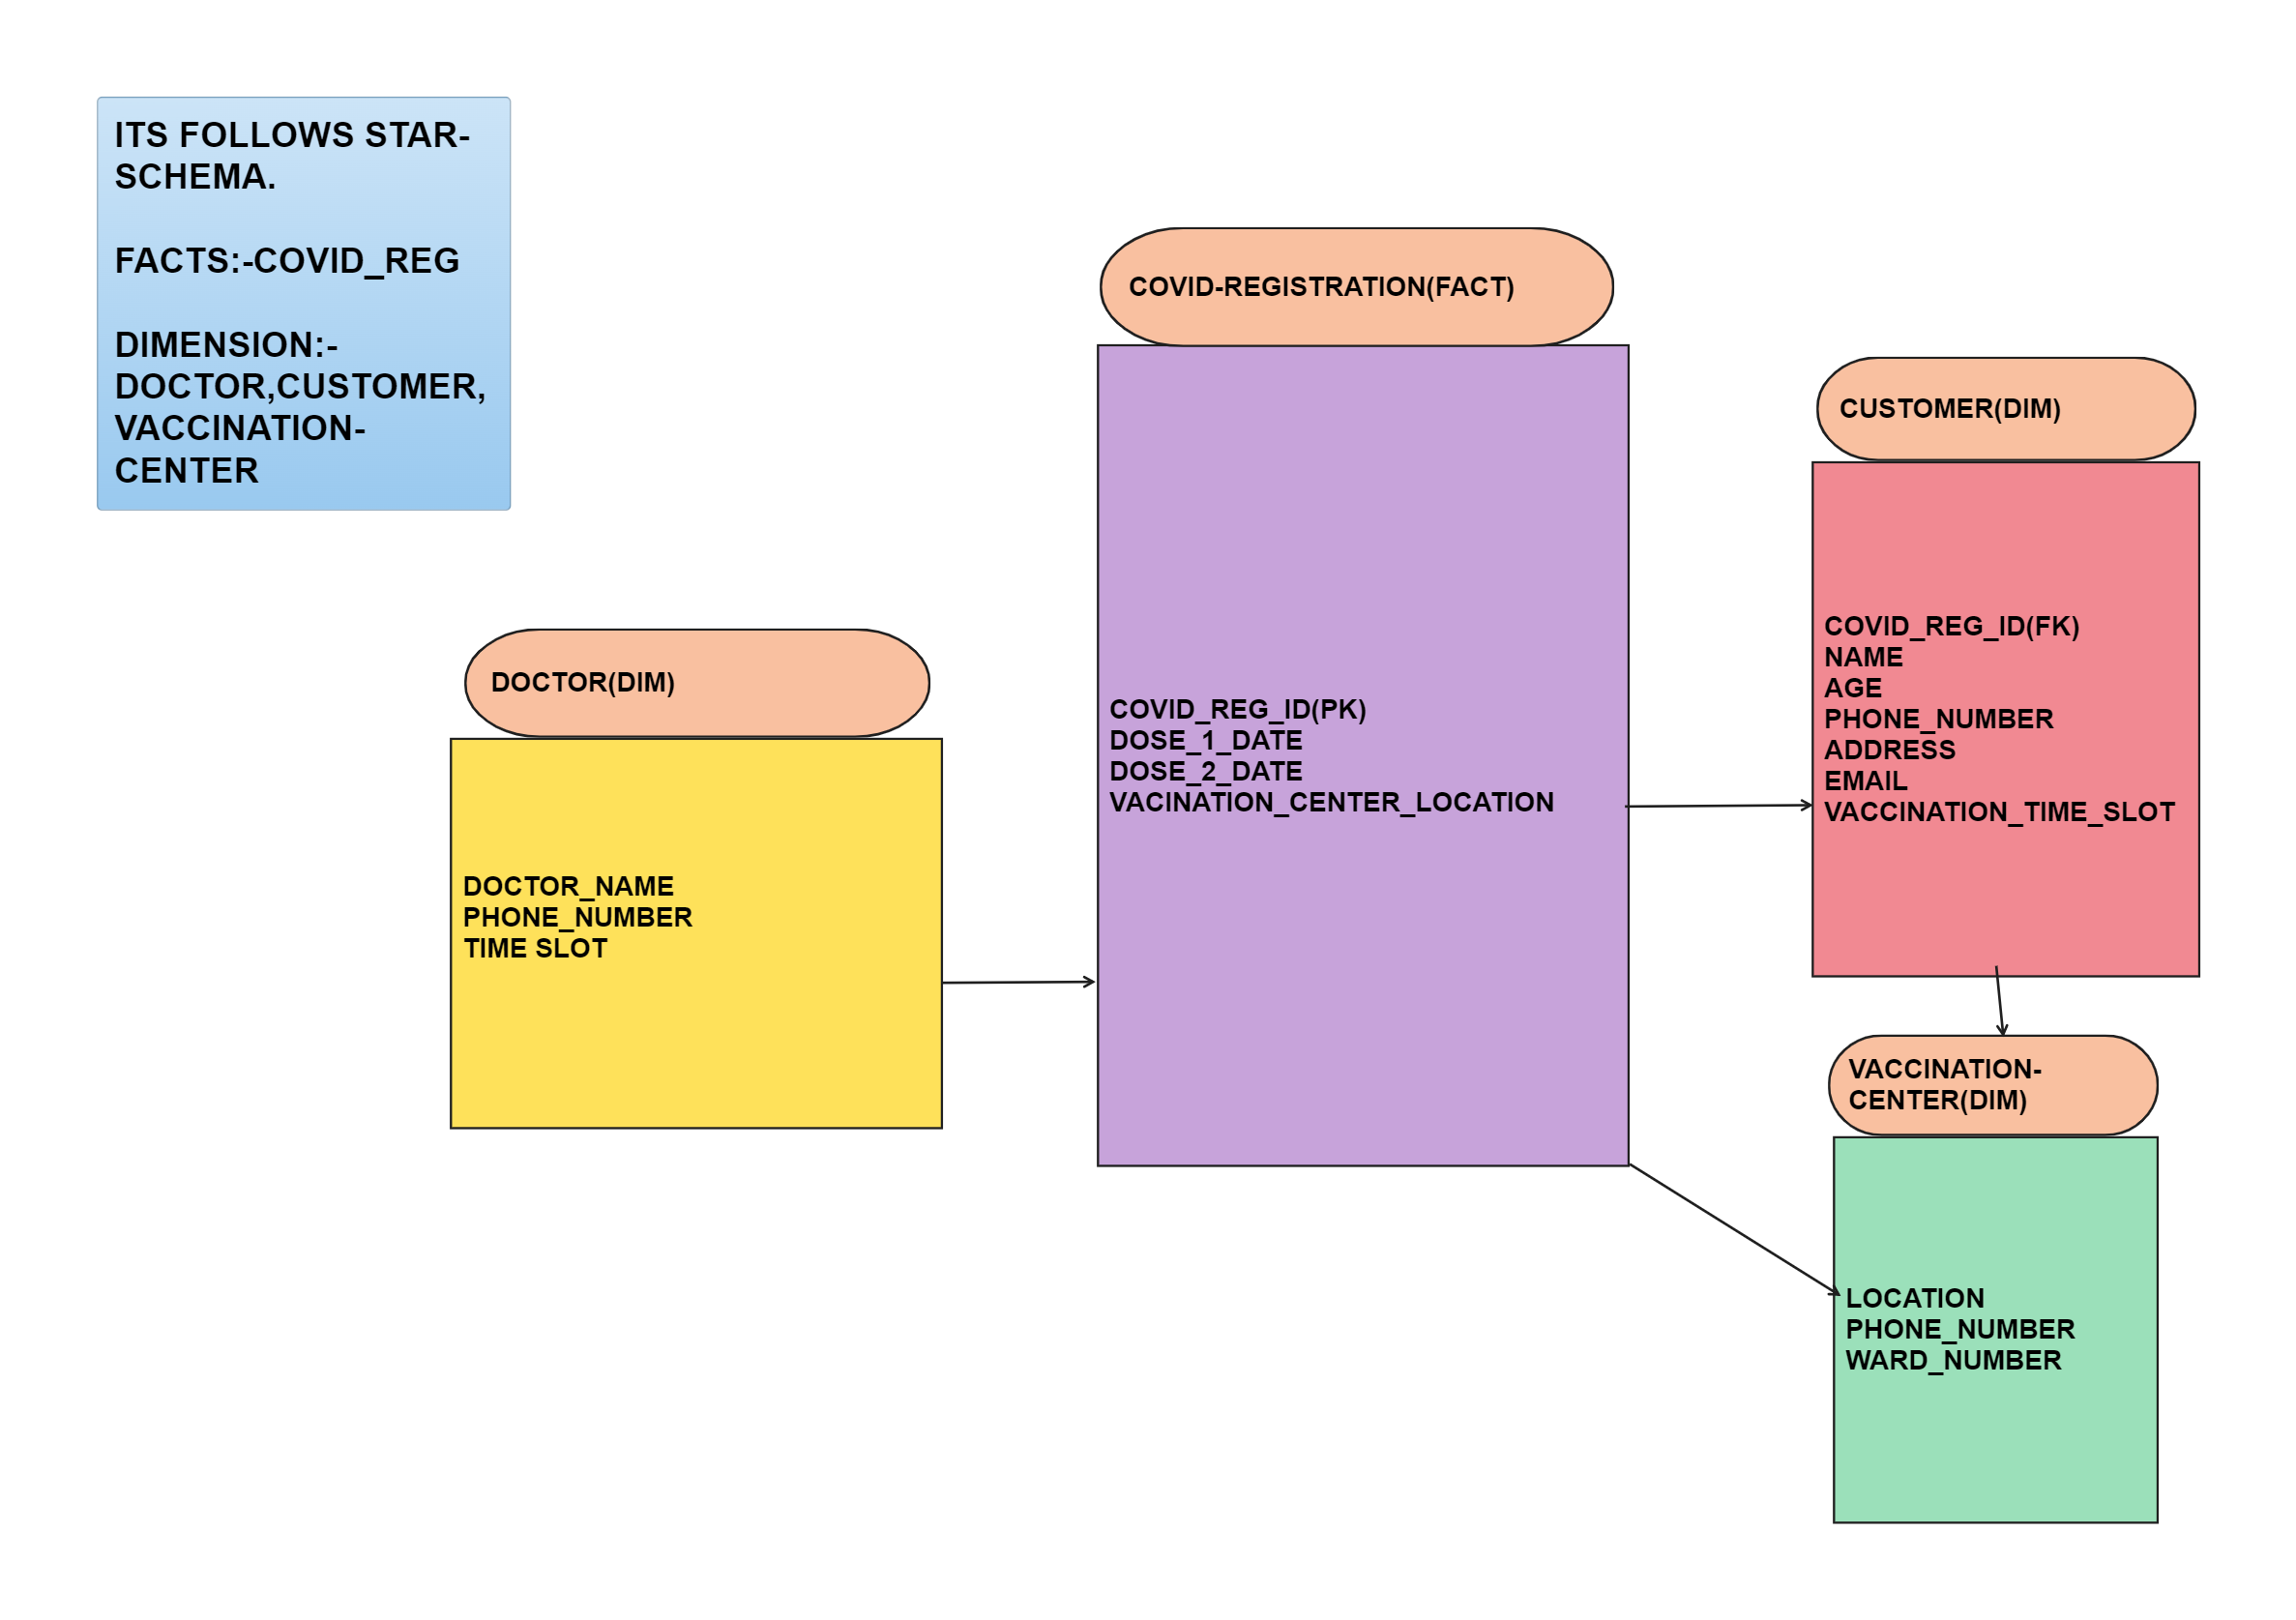 ITS FOLLOWS STAR-
SCHEMA.
FACTS:-COVID_REG
DIMENSION:-
DOCTOR,CUSTOMER,
VACCINATION-
CENTER
COVID-REGISTRATION(FACT)
COVID_REG_ID(PK)
DOSE_1_DATE
DOSE_2_DATE
VACINATION_CENTER_LOCATION
CUSTOMER(DIM)
COVID_REG_ID(FK)
NAME
AGE
PHONE_NUMBER
ADDRESS
EMAIL
VACCINATION_TIME_SLOT
DOCTOR(DIM)
DOCTOR_NAME
PHONE_NUMBER
TIME SLOT
VACCINATION-
CENTER(DIM)
LOCATION
PHONE_NUMBER
WARD_NUMBER